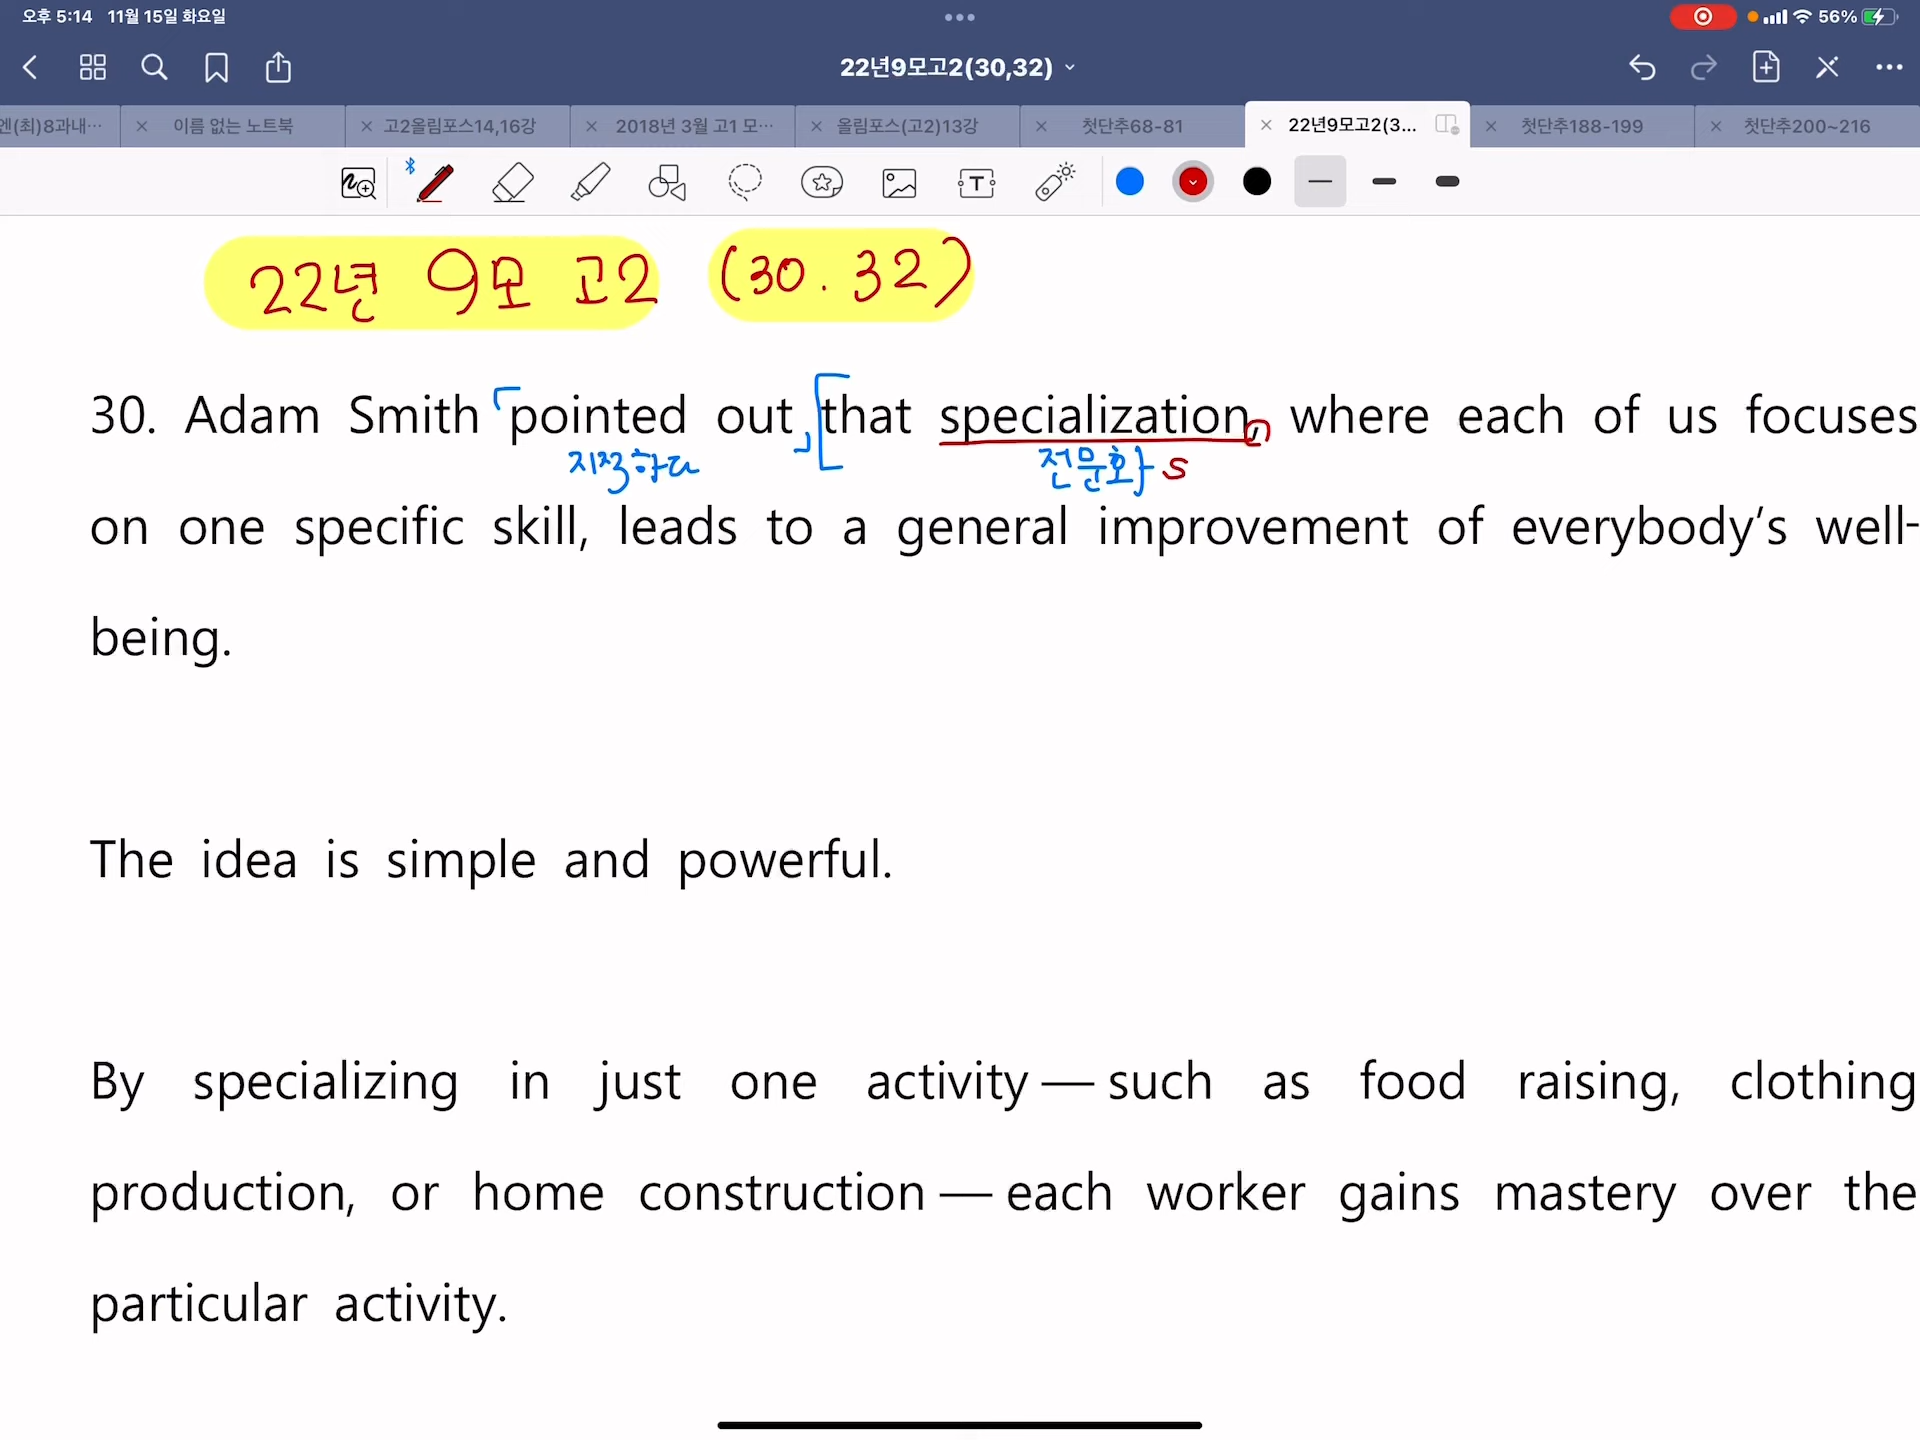 오후 5:14 11월 15일 화요일
56%
22년9모고2(30,32)
엔(최)8과내…
이름 없는 노트북
고2올림포스14,16강
2018년 3월 고1 모…
올림포스(고2)13강
첫단추68-81
22년9모고2(3...
첫단추188-199
첫단추200~216
22년 9모 고2 (30. 32)
30. Adam Smith pointed out, that specialization, where each of us focuses
지적하다 전문화 S
on one specific skill, leads to a general improvement of everybody's well-
being.
The idea is simple and powerful.
By specializing in just one activity — such as food raising, clothing
production, or home construction — each worker gains mastery over the
particular activity.